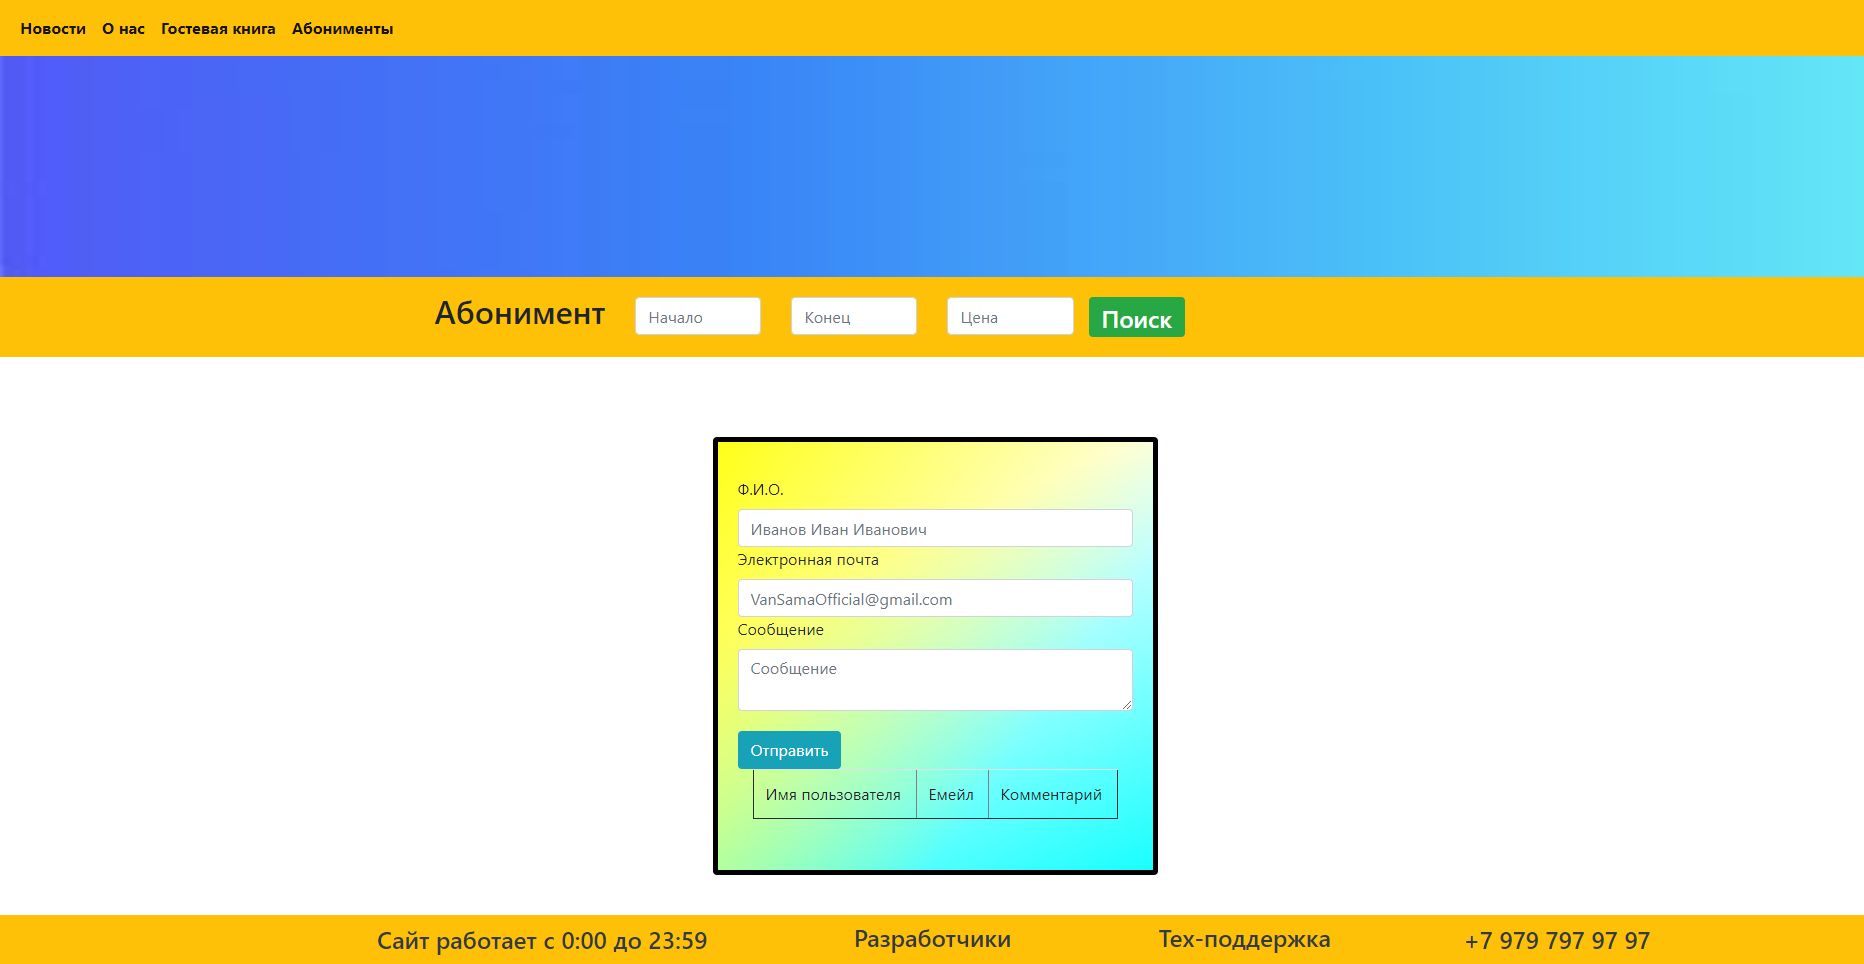 Новости О нас Гостевая книга Абонименты
Абонимент Начало Конец Цена Поиск
Ф.И.О.
Иванов Иван Иванович
Электронная почта
VanSamaOfficial@gmail.com
Сообщение
Сообщение
Отправить
Имя пользователя Емейл Комментарий
Сайт работает с 0:00 до 23:59 Разработчики Тех-поддержка +7 979 797 97 97